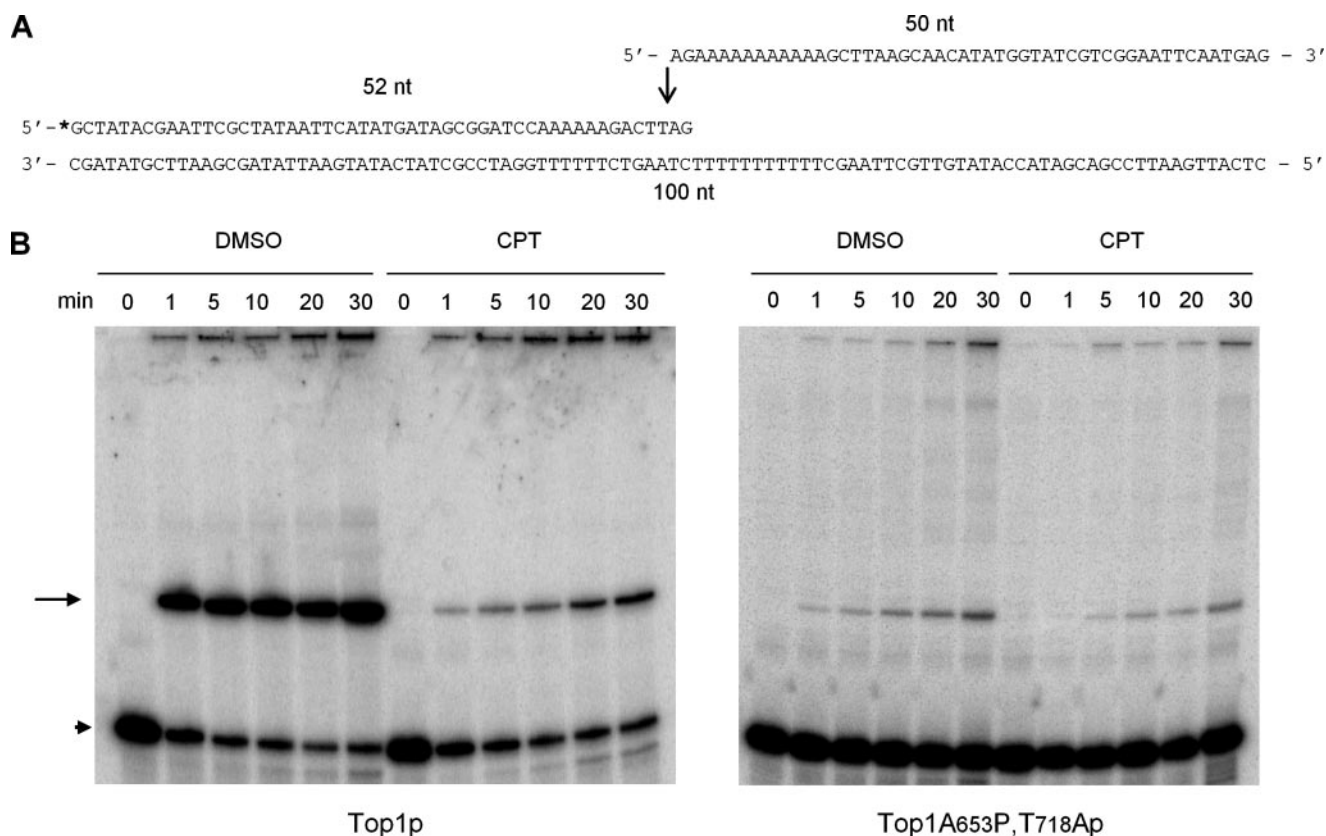 A
50 nt
5′- AGAAAAAAAAAAAGCTTAAGCAACATATGGTATCGTCGGAATTCAATGAG - 3′
52 nt
5′-*GCTATACGAATTCGCTATAATTCATATGATAGCGGATCCAAAAAAGACTTAG
3′- CGATATGCTTAAGCGATATTAAGTATACTATCGCCTAGGTTTTTTCTGAATCTTTTTTTTTTTTCGAATTCGTTGTATACCATAGCAGCCTTAAGTTACTC - 5′
100 nt
B
DMSO CPT DMSO CPT
min 0 1 5 10 20 30 0 1 5 10 20 30 0 1 5 10 20 30 0 1 5 10 20 30
Top1p Top1A653P,T718Ap